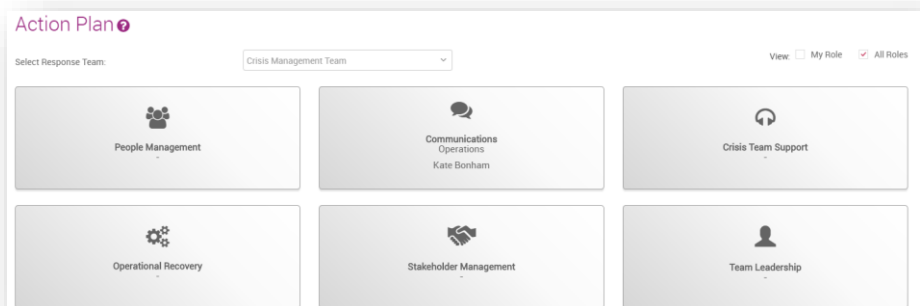 Action Plan ?
Select Response Team:
Crisis Management Team
View: My Role All Roles
People Management
-
Communications
Operations
Kate Bonham
Crisis Team Support
-
Operational Recovery
-
Stakeholder Management
-
Team Leadership
-